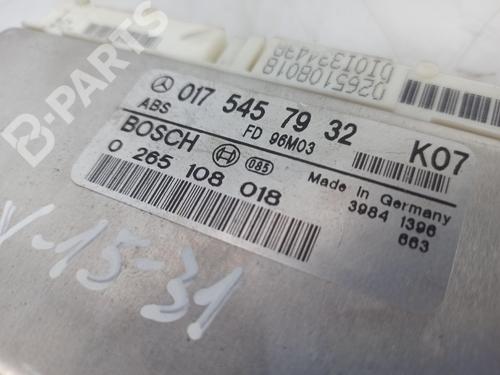 B-PARTS
0265108018
017 545 79 32
ABS
FD 96M03
K07
BOSCH
085
0 265 108 018
Made in Germany
3984 1396
663
V-15-31